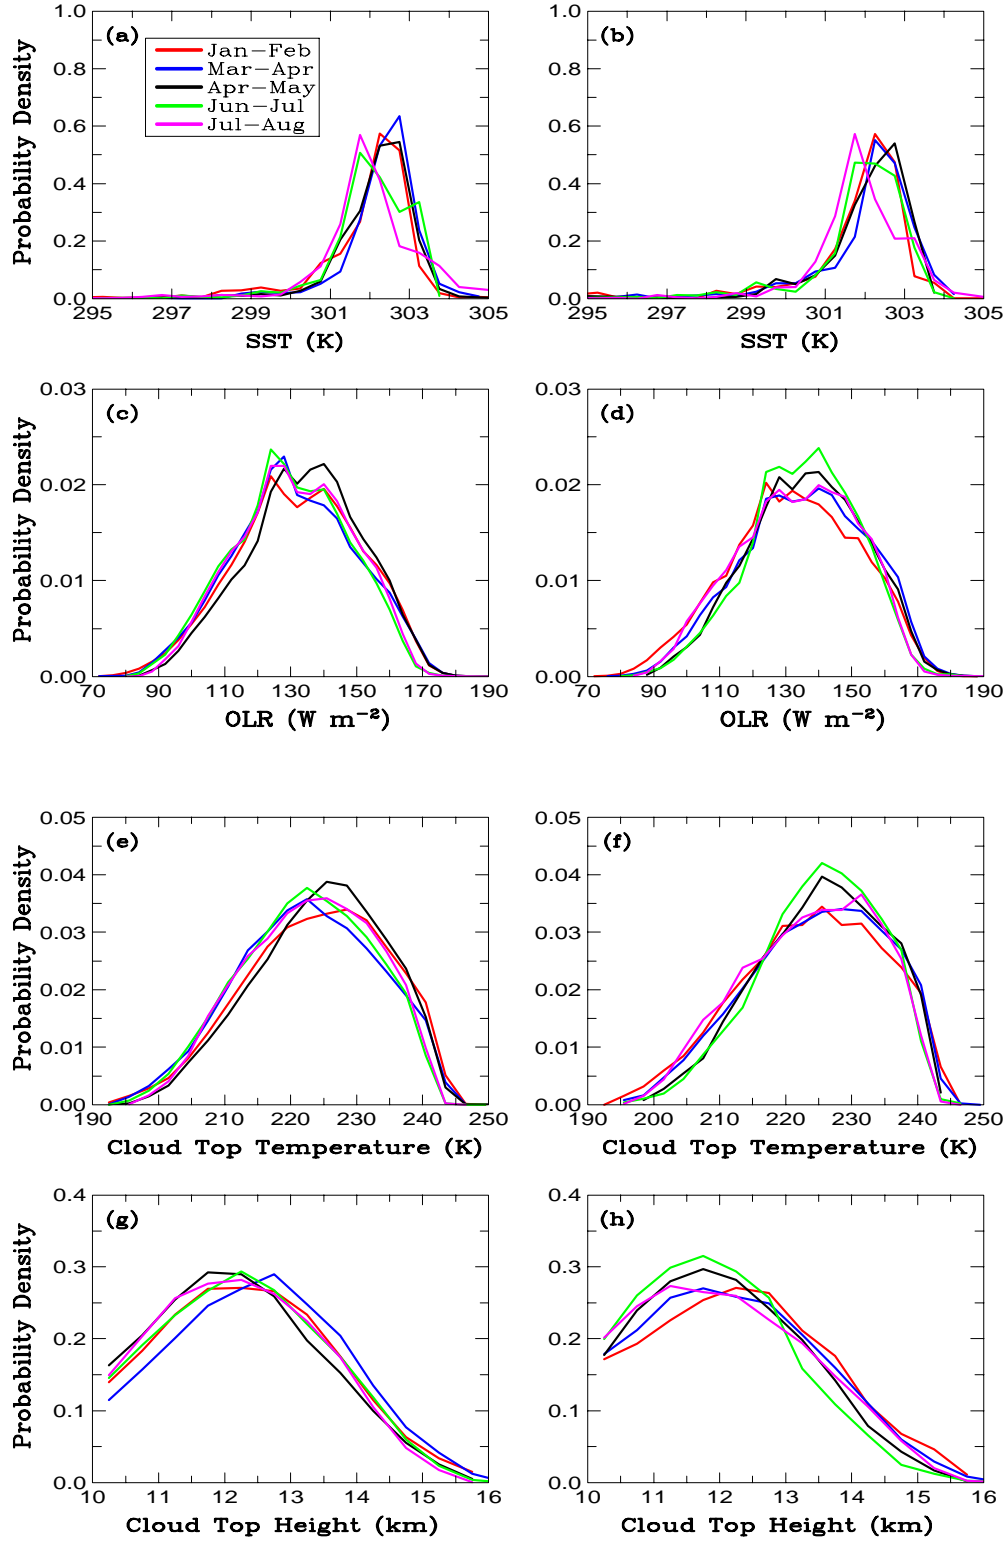 1.0
0.8
0.6
0.4
0.2
0.0
Probability Density
(a)
Jan-Feb
Mar-Apr
Apr-May
Jun-Jul
Jul-Aug
295 297 299 301 303 305
SST (K)
1.0
0.8
0.6
0.4
0.2
0.0
(b)
295 297 299 301 303 305
SST (K)
0.03
0.02
0.01
0.00
Probability Density
(c)
70 90 110 130 150 170 190
OLR (W m⁻²)
0.03
0.02
0.01
0.00
(d)
70 90 110 130 150 170 190
OLR (W m⁻²)
0.05
0.04
0.03
0.02
0.01
0.00
Probability Density
(e)
190 200 210 220 230 240 250
Cloud Top Temperature (K)
0.05
0.04
0.03
0.02
0.01
0.00
(f)
190 200 210 220 230 240 250
Cloud Top Temperature (K)
0.4
0.3
0.2
0.1
0.0
Probability Density
(g)
10 11 12 13 14 15 16
Cloud Top Height (km)
0.4
0.3
0.2
0.1
0.0
(h)
10 11 12 13 14 15 16
Cloud Top Height (km)